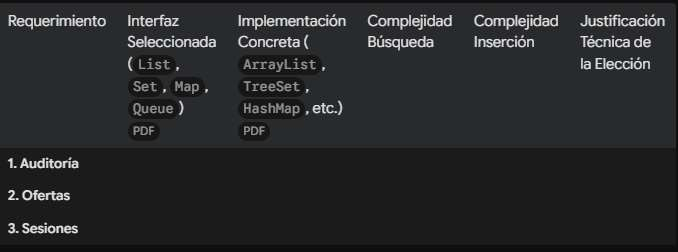 Requerimiento
Interfaz
Seleccionada
( List ,
Set , Map ,
Queue )
PDF
Implementación
Concreta (
ArrayList ,
TreeSet ,
HashMap , etc.)
PDF
Complejidad
Búsqueda
Complejidad
Inserción
Justificación
Técnica de
la Elección
1. Auditoría
2. Ofertas
3. Sesiones